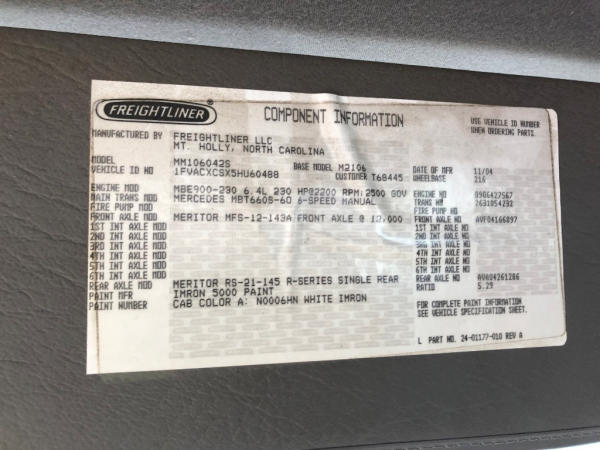 FREIGHTLINER
COMPONENT INFORMATION
USE VEHICLE ID NUMBER
WHEN ORDERING PARTS.
MANUFACTURED BY FREIGHTLINER LLC
MT. HOLLY, NORTH CAROLINA
MODEL MM106042S BASE MODEL M2106 DATE OF MFR 11/04
VEHICLE ID NO 1FVACXCSX5HU60488 CUSTOMER T68445 WHEELBASE 216
ENGINE MOD MBE900-230 6.4L 230 HP@2200 RPM; 2500 GOV ENGINE NO 090G427567
MAIN TRANS MOD MERCEDES MBT660S-6O 6-SPEED MANUAL TRANS NO 2631054232
FIRE PUMP MOD FIRE PUMP NO
FRONT AXLE MOD MERITOR MFS-12-143A FRONT AXLE @ 12,000 FRONT AXLE NO AVF04166897
1ST INT AXLE MOD 1ST INT AXLE NO
2ND INT AXLE MOD 2ND INT AXLE NO
3RD INT AXLE MOD 3RD INT AXLE NO
4TH INT AXLE MOD 4TH INT AXLE NO
5TH INT AXLE MOD 5TH INT AXLE NO
6TH INT AXLE MOD 6TH INT AXLE NO
REAR AXLE MOD MERITOR RS-21-145 R-SERIES SINGLE REAR REAR AXLE NO AVA04261286
PAINT MFR IMRON 5000 PAINT RATIO 5.29
PAINT NUMBER CAB COLOR A: N0006HN WHITE IMRON
FOR COMPLETE PAINT INFORMATION
SEE VEHICLE SPECIFICATION SHEET.
L PART NO. 24-01177-010 REV A